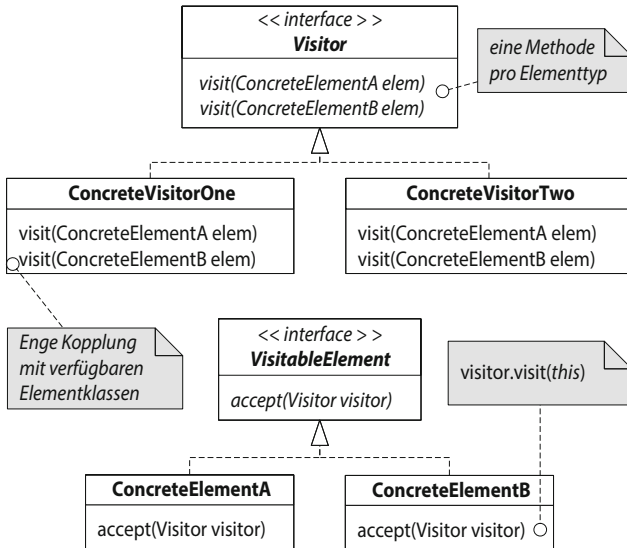 << interface > >
Visitor
visit(ConcreteElementA elem)
visit(ConcreteElementB elem)
eine Methode
pro Elementtyp
ConcreteVisitorOne
visit(ConcreteElementA elem)
visit(ConcreteElementB elem)
ConcreteVisitorTwo
visit(ConcreteElementA elem)
visit(ConcreteElementB elem)
Enge Kopplung
mit verfügbaren
Elementklassen
<< interface > >
VisitableElement
accept(Visitor visitor)
visitor.visit(this)
ConcreteElementA
accept(Visitor visitor)
ConcreteElementB
accept(Visitor visitor)